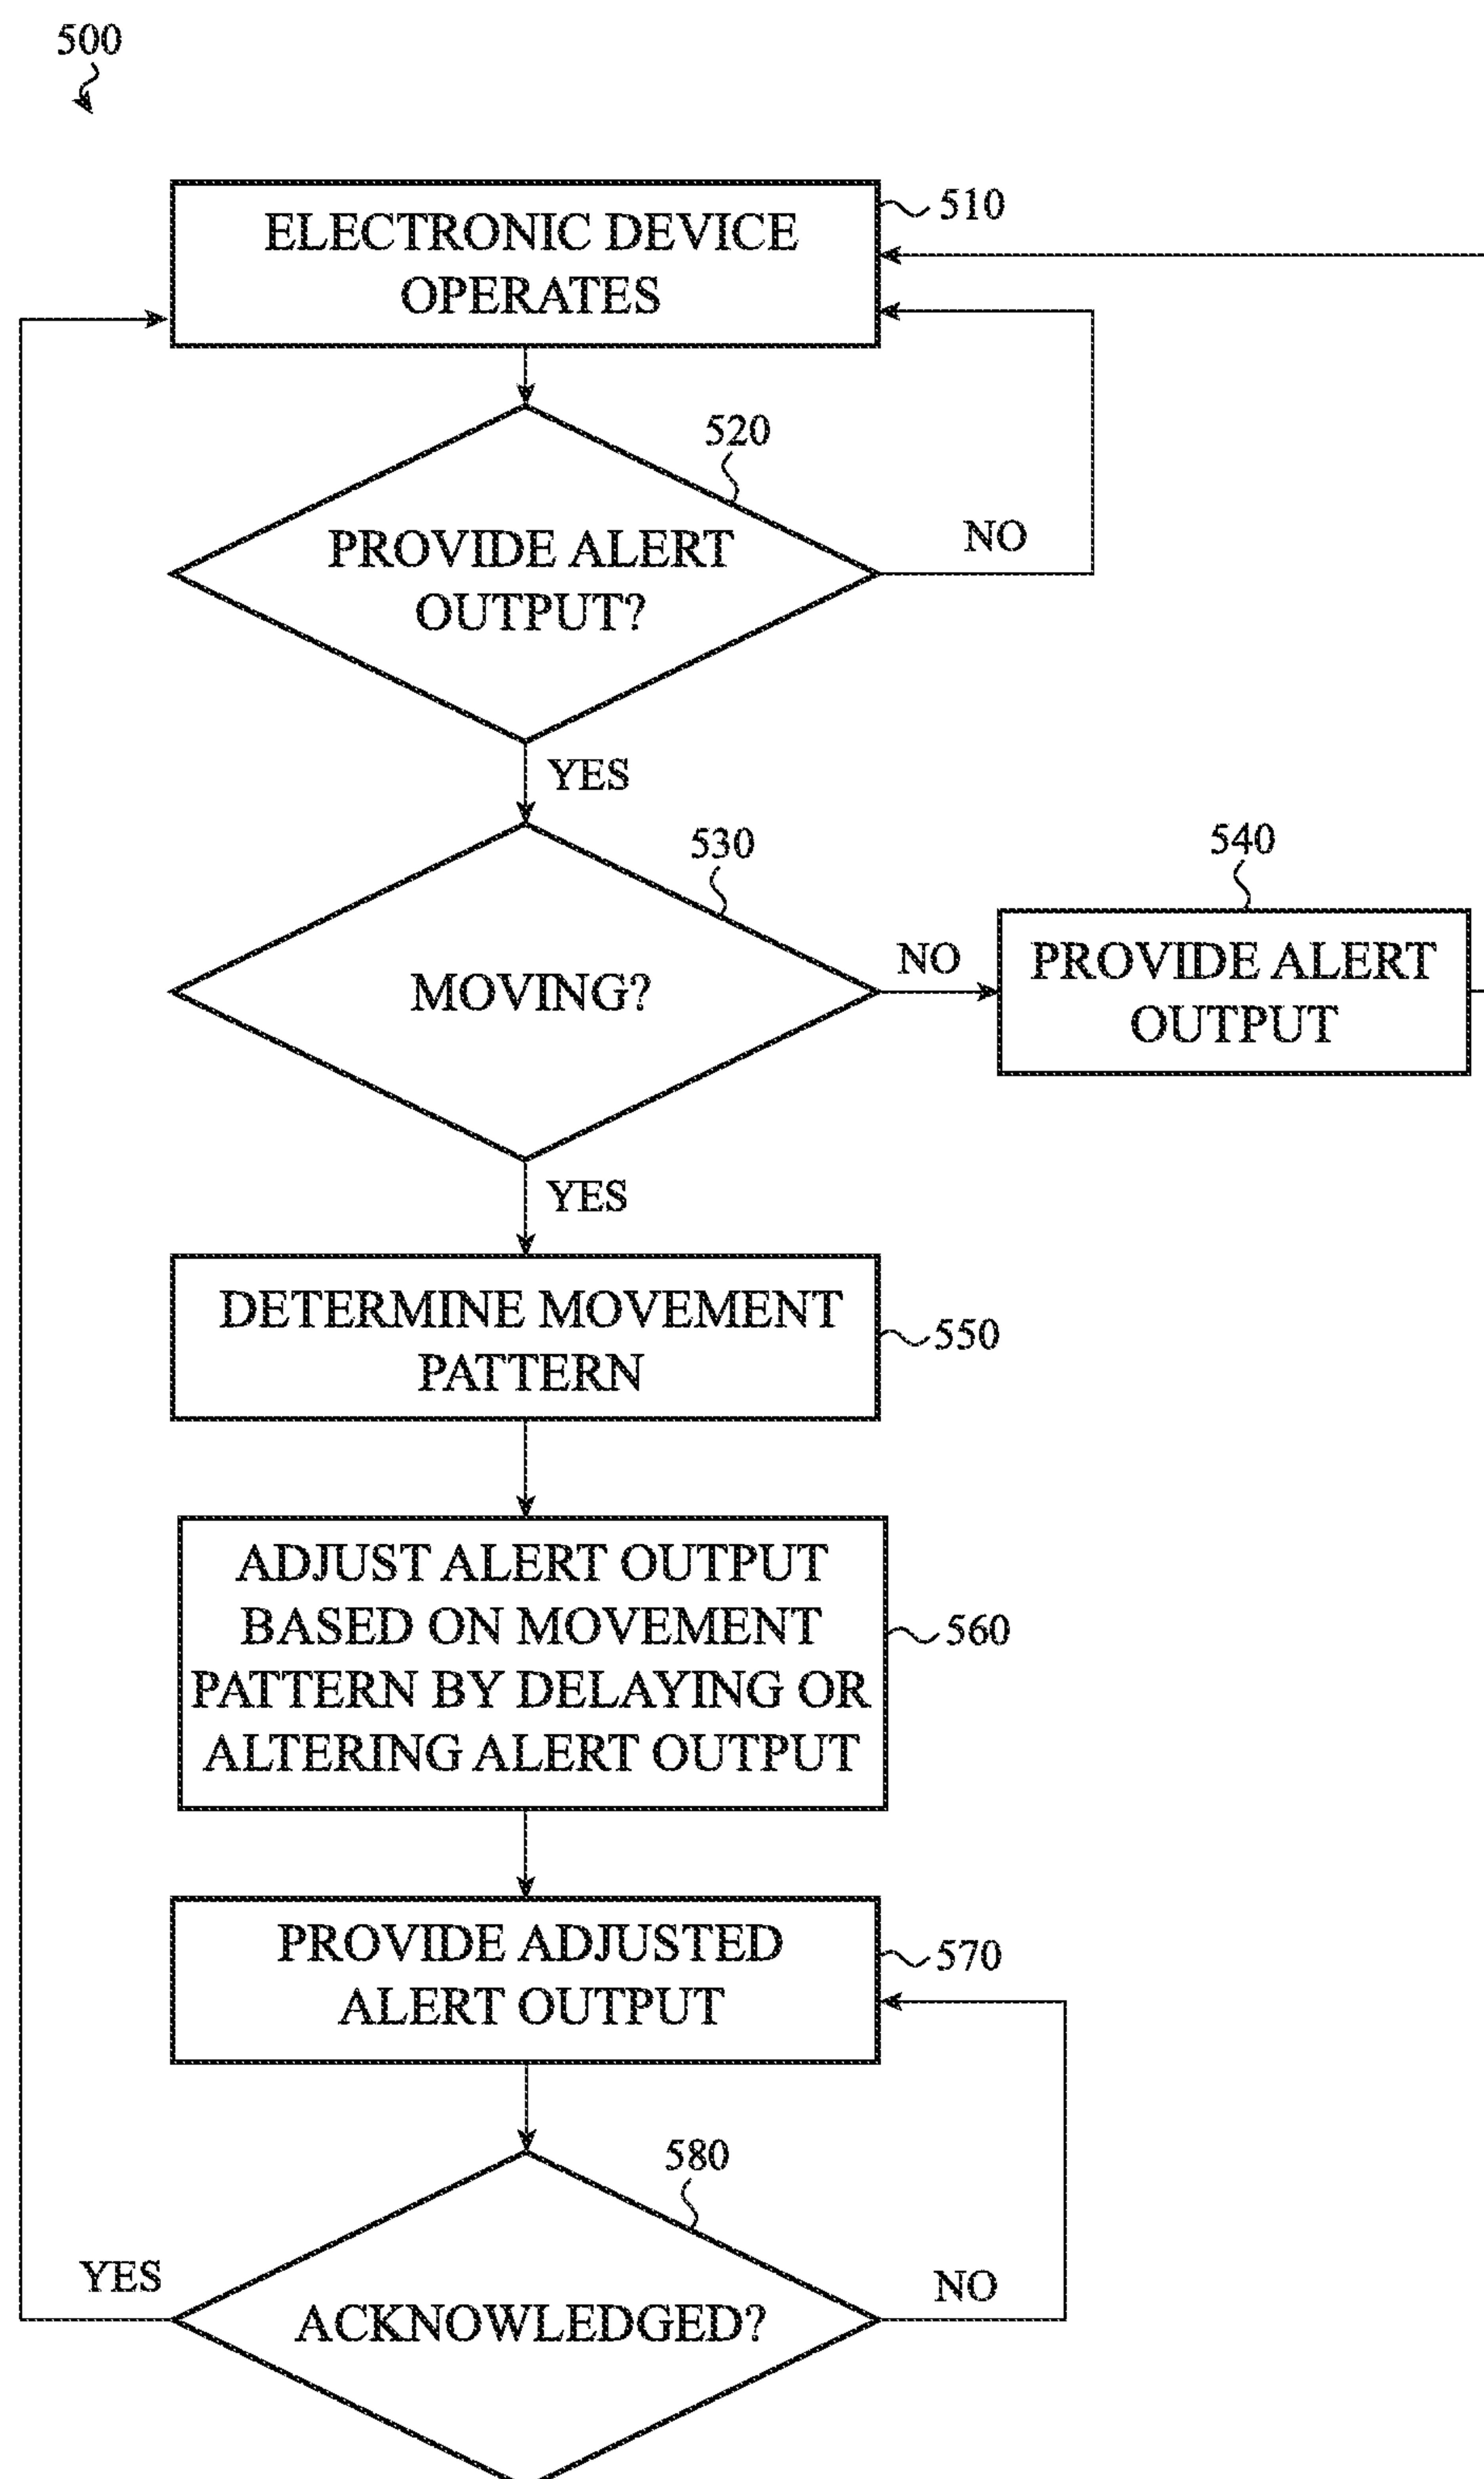 500
ELECTRONIC DEVICE
OPERATES
510
520
PROVIDE ALERT
OUTPUT?
NO
YES
530
MOVING?
NO
540
PROVIDE ALERT
OUTPUT
YES
DETERMINE MOVEMENT
PATTERN
550
ADJUST ALERT OUTPUT
BASED ON MOVEMENT
PATTERN BY DELAYING OR
ALTERING ALERT OUTPUT
560
PROVIDE ADJUSTED
ALERT OUTPUT
570
580
YES
ACKNOWLEDGED?
NO